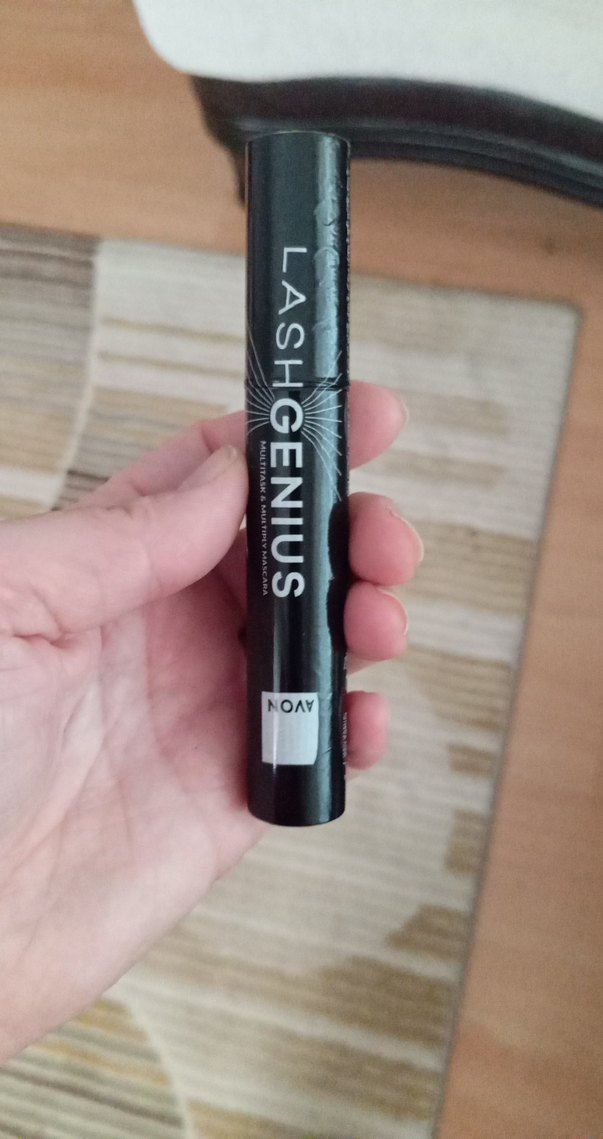 LASH
GENIUS
MULTITASK & MULTIPLY MASCARA
AVON